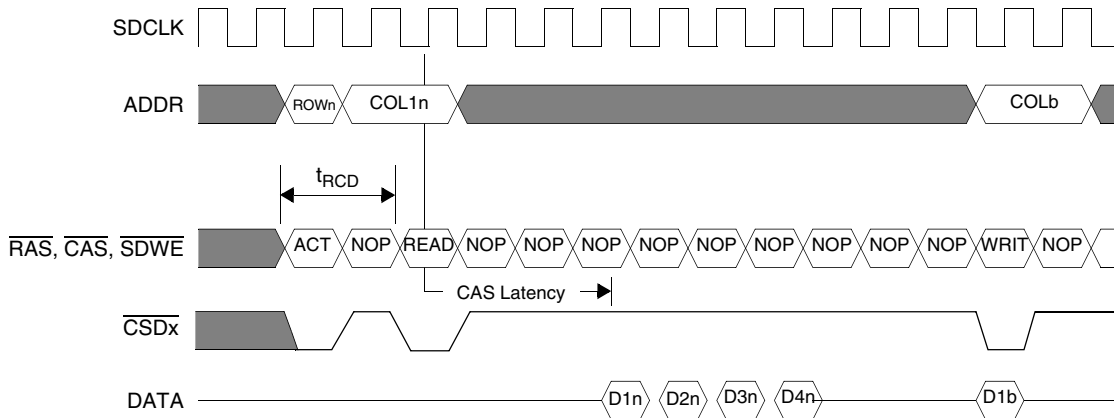 SDCLK
ADDR
ROWn COL1n COLb
tRCD
RAS, CAS, SDWE
ACT NOP READ NOP NOP NOP NOP NOP NOP NOP NOP NOP WRIT NOP
CAS Latency
CSDx
DATA
D1n D2n D3n D4n D1b